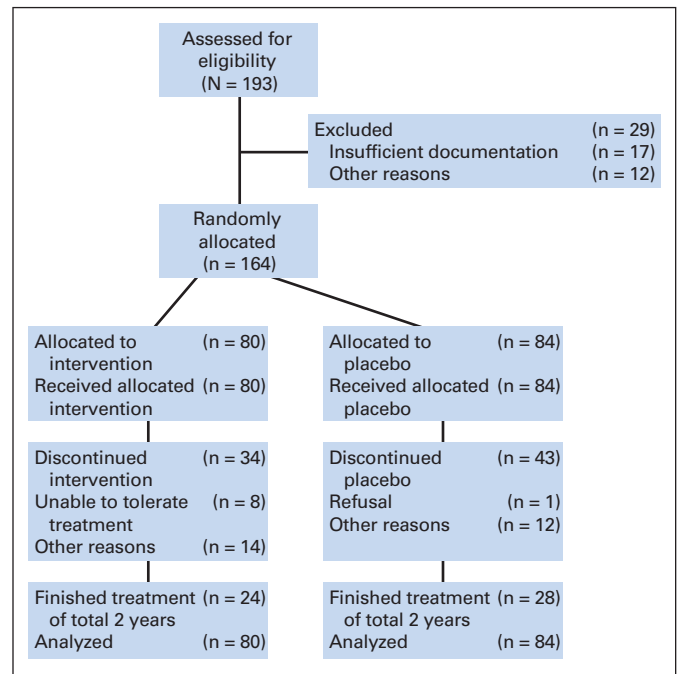 Assessed for
eligibility
(N = 193)
Excluded (n = 29)
Insufficient documentation (n = 17)
Other reasons (n = 12)
Randomly
allocated
(n = 164)
Allocated to (n = 80)
intervention
Received allocated (n = 80)
intervention
Allocated to (n = 84)
placebo
Received allocated (n = 84)
placebo
Discontinued (n = 34)
intervention
Unable to tolerate (n = 8)
treatment
Other reasons (n = 14)
Discontinued (n = 43)
placebo
Refusal (n = 1)
Other reasons (n = 12)
Finished treatment (n = 24)
of total 2 years
Analyzed (n = 80)
Finished treatment (n = 28)
of total 2 years
Analyzed (n = 84)